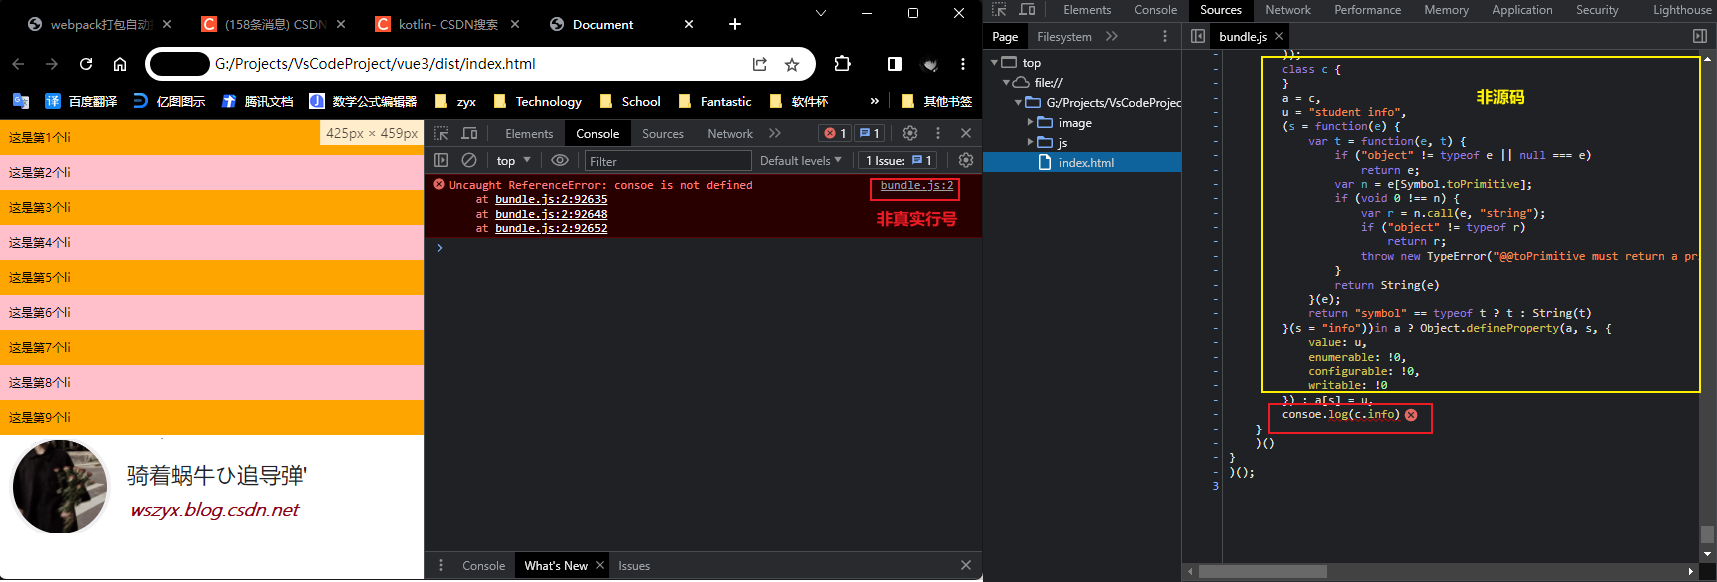 webpack打包自动
(158条消息) CSDN
kotlin- CSDN搜索
Document
G:/Projects/VsCodeProject/vue3/dist/index.html
百度翻译
亿图图示
腾讯文档
数学公式编辑器
zyx
Technology
School
Fantastic
软件杯
»
其他书签
这是第1个li
这是第2个li
这是第3个li
这是第4个li
这是第5个li
这是第6个li
这是第7个li
这是第8个li
这是第9个li
425px × 459px
骑着蜗牛ひ追导弹'
wszyx.blog.csdn.net
Elements Console Sources Network 1 1
top Filter Default levels 1 Issue: 1
Uncaught ReferenceError: consoe is not defined bundle.js:2
at bundle.js:2:92635
at bundle.js:2:92648
at bundle.js:2:92652
非真实行号
Console What's New Issues
Elements Console Sources Network Performance Memory Application Security Lighthouse
Page Filesystem
top
file://
G:/Projects/VsCodeProjec
image
js
index.html
bundle.js
- ));
- class c {
- }
- a = c,
- u = "student info",
- (s = function(e) {
- var t = function(e, t) {
- if ("object" != typeof e || null === e)
- return e;
- var n = e[Symbol.toPrimitive];
- if (void 0 !== n) {
- var r = n.call(e, "string");
- if ("object" != typeof r)
- return r;
- throw new TypeError("@@toPrimitive must return a pr
- }
- return String(e)
- }(e);
- return "symbol" == typeof t ? t : String(t)
- }(s = "info"))in a ? Object.defineProperty(a, s, {
- value: u,
- enumerable: !0,
- configurable: !0,
- writable: !0
- }) : a[s] = u,
- consoe.log(c.info)
- }
- )()
- }
- )();
3
非源码